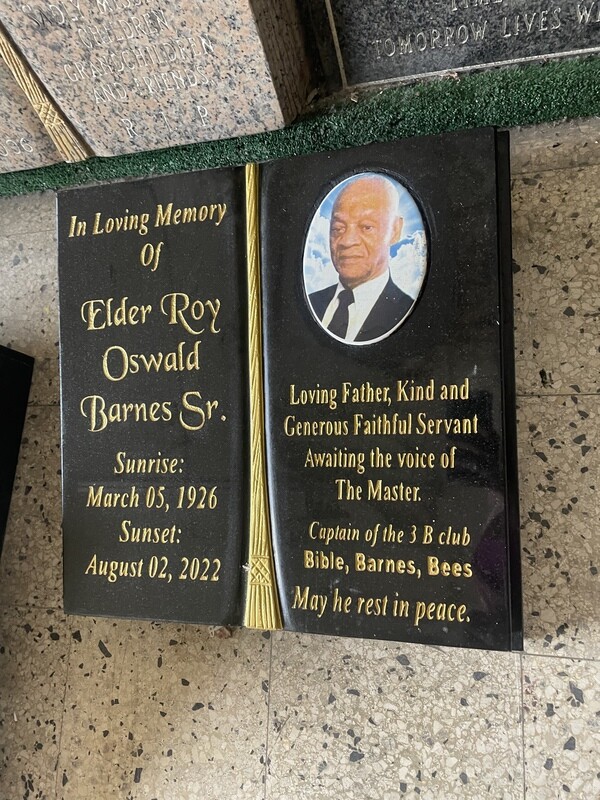 CHILDREN
GRANDCHILDREN
AND FRIENDS
R I P
TOMORROW LIVES
In Loving Memory
Of
Elder Roy
Oswald
Barnes Sr.
Sunrise:
March 05, 1926
Sunset:
August 02, 2022
Loving Father, Kind and
Generous Faithful Servant
Awaiting the voice of
The Master.
Captain of the 3 B club
Bible, Barnes, Bees
May he rest in peace.